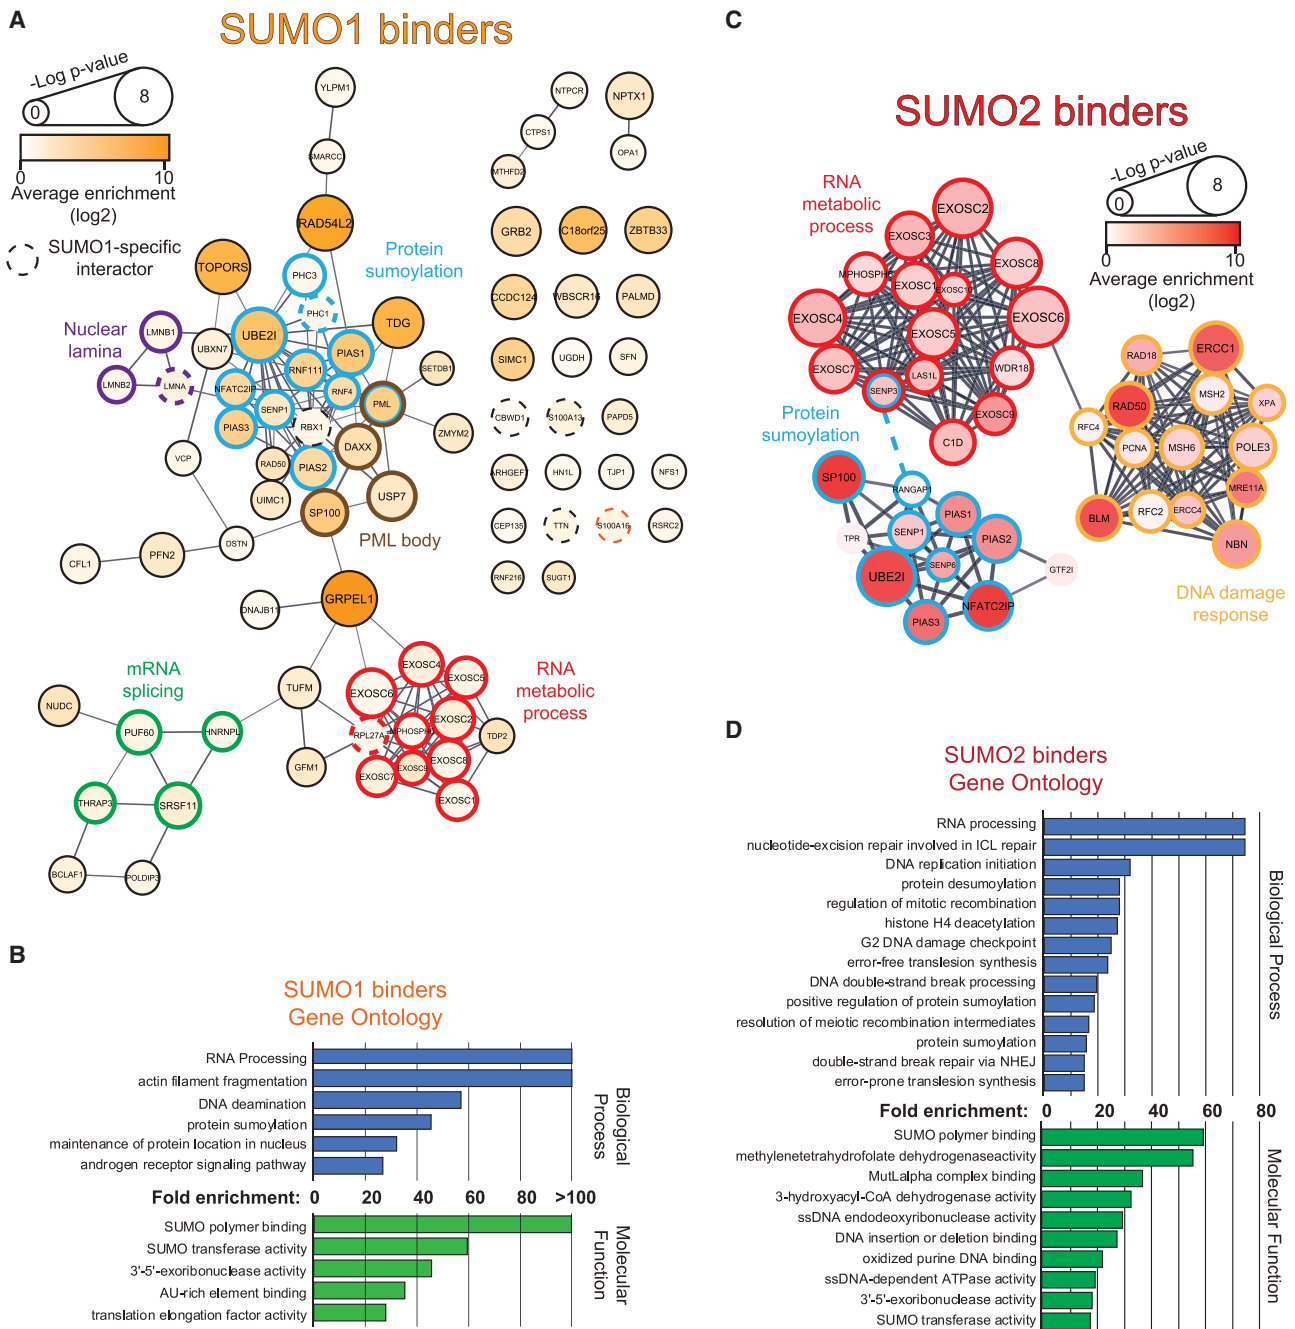 A
SUMO1 binders
-Log p-value
0
8
0
10
Average enrichment
(log2)
SUMO1-specific
interactor
YLPM1
SMARCC
RAD54L2
TOPORS
Protein
sumoylation
PHC3
PHC1
UBE2I
TDG
Nuclear
lamina
LMNB1
UBXN7
PIAS1
RNF111
SETDB1
LMNB2
LMNA
NFATC2IP
RNF4
PML
SENP1
PIAS3
RBX1
ZMYM2
DAXX
VCP
RAD50
PIAS2
UIMC1
USP7
SP100
PML body
DSTN
PFN2
CFL1
GRPEL1
DNAJB11
mRNA
splicing
NUDC
PUF60
HNRNPL
THRAP3
SRSF11
BCLAF1
POLDIP3
TUFM
GFM1
RNA
metabolic
process
EXOSC4
EXOSC5
EXOSC6
EXOSC2
RPL27A
MPHOSPH6
TDP2
EXOSC8
EXOSC9
EXOSC7
EXOSC1
NTPCR
NPTX1
CTPS1
OPA1
MTHFD2
GRB2
C18orf25
ZBTB33
CCDC124
WBSCR16
PALMD
SIMC1
UGDH
SFN
CBWD1
S100A13
PAPD5
ARHGEF7
HN1L
TJP1
NFS1
CEP135
TTN
S100A16
RSRC2
RNF216
SUGT1
B
SUMO1 binders
Gene Ontology
RNA Processing
actin filament fragmentation
DNA deamination
protein sumoylation
maintenance of protein location in nucleus
androgen receptor signaling pathway
Biological
Process
Fold enrichment: 0 20 40 60 80 >100
SUMO polymer binding
SUMO transferase activity
3'-5'-exoribonuclease activity
AU-rich element binding
translation elongation factor activity
Molecular
Function
C
SUMO2 binders
-Log p-value
0
8
0
10
Average enrichment
(log2)
RNA
metabolic
process
EXOSC2
EXOSC3
EXOSC8
MPHOSPH6
EXOSC1
EXOSC10
EXOSC4
EXOSC6
EXOSC5
EXOSC7
LAS1L
WDR18
SENP3
EXOSC9
C1D
Protein
sumoylation
SP100
RANGAP1
PIAS1
TPR
SENP1
PIAS2
UBE2I
SENP6
GTF2I
NFATC2IP
PIAS3
RAD18
ERCC1
MSH2
XPA
RAD50
RFC4
PCNA
MSH6
POLE3
MRE11A
BLM
RFC2
ERCC4
NBN
DNA damage
response
D
SUMO2 binders
Gene Ontology
RNA processing
nucleotide-excision repair involved in ICL repair
DNA replication initiation
protein desumoylation
regulation of mitotic recombination
histone H4 deacetylation
G2 DNA damage checkpoint
error-free translesion synthesis
DNA double-strand break processing
positive regulation of protein sumoylation
resolution of meiotic recombination intermediates
protein sumoylation
double-strand break repair via NHEJ
error-prone translesion synthesis
Biological Process
Fold enrichment: 0 20 40 60 80
SUMO polymer binding
methylenetetrahydrofolate dehydrogenaseactivity
MutLalpha complex binding
3-hydroxyacyl-CoA dehydrogenase activity
ssDNA endodeoxyribonuclease activity
DNA insertion or deletion binding
oxidized purine DNA binding
ssDNA-dependent ATPase activity
3'-5'-exoribonuclease activity
SUMO transferase activity
Molecular Function